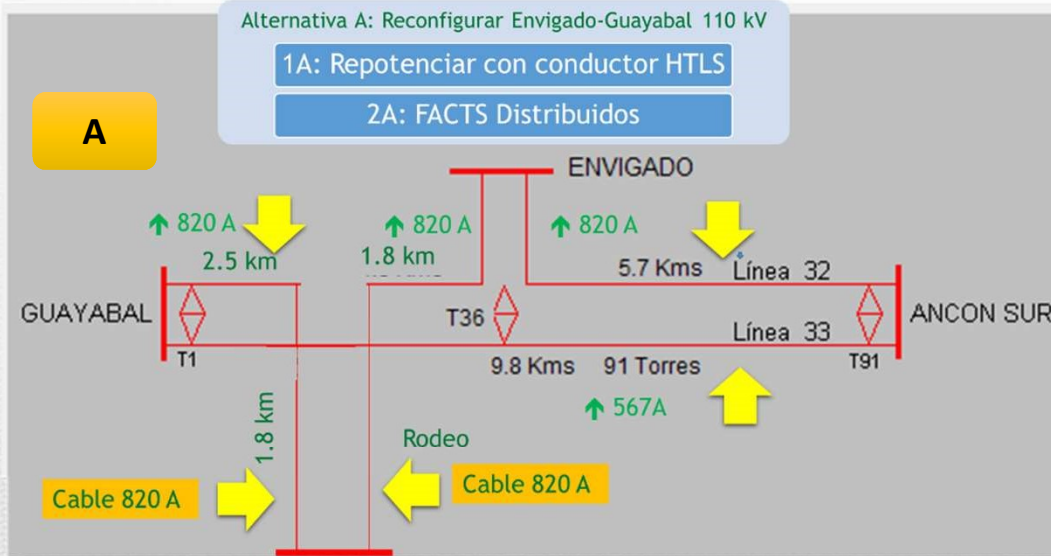 Alternativa A: Reconfigurar Envigado-Guayabal 110 kV
1A: Repotenciar con conductor HTLS
2A: FACTS Distribuidos
A
ENVIGADO
820 A
820 A
820 A
2.5 km
1.8 km
5.7 Kms
Línea 32
GUAYABAL
T36
ANCON SUR
Línea 33
T1
9.8 Kms
91 Torres
T91
567A
1.8 km
Rodeo
Cable 820 A
Cable 820 A